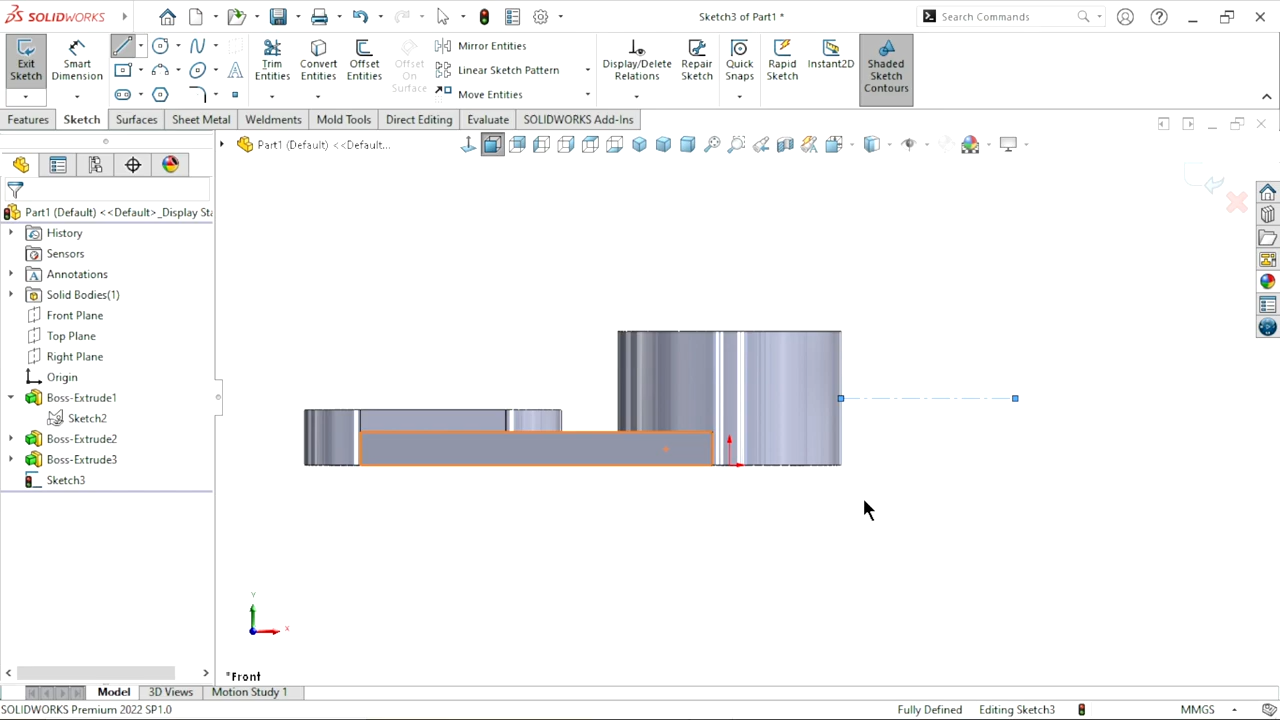 SOLIDWORKS
Sketch3 of Part1 *
Search Commands
Exit Sketch
Smart Dimension
Trim Entities
Convert Entities
Offset Entities
Offset On Surface
Mirror Entities
Linear Sketch Pattern
Move Entities
Display/Delete Relations
Repair Sketch
Quick Snaps
Rapid Sketch
Instant2D
Shaded Sketch Contours
Features
Sketch
Surfaces
Sheet Metal
Weldments
Mold Tools
Direct Editing
Evaluate
SOLIDWORKS Add-Ins
Part1 (Default) <<Default...
Part1 (Default) <<Default>_Display Sta
History
Sensors
Annotations
Solid Bodies(1)
Front Plane
Top Plane
Right Plane
Origin
Boss-Extrude1
Sketch2
Boss-Extrude2
Boss-Extrude3
Sketch3
Y
X
*Front
Model
3D Views
Motion Study 1
SOLIDWORKS Premium 2022 SP1.0
Fully Defined
Editing Sketch3
MMGS